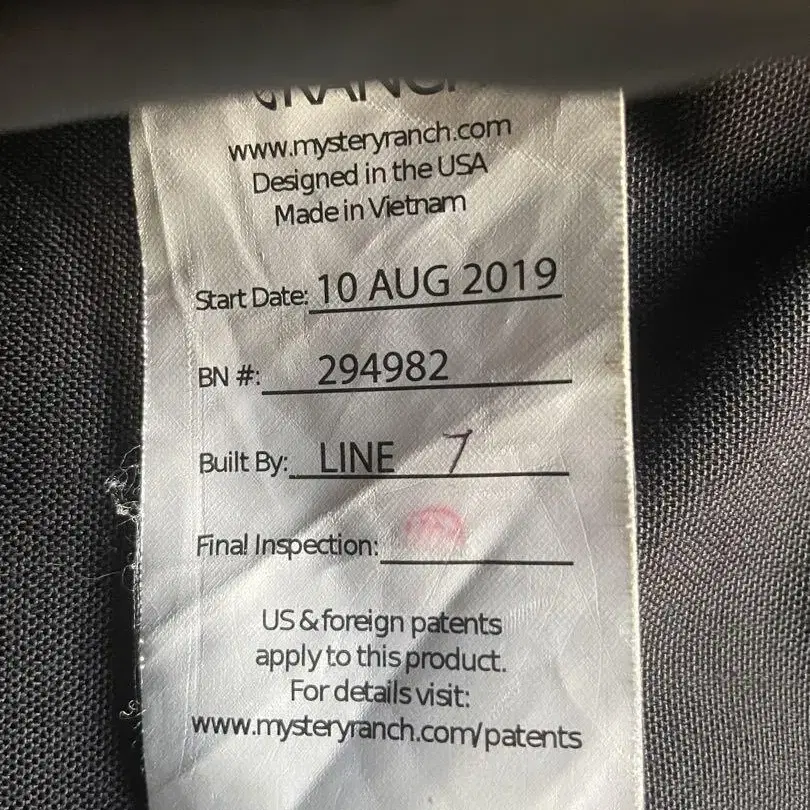 www.mysteryranch.com
Designed in the USA
Made in Vietnam
Start Date: 10 AUG 2019
BN #: 294982
Built By: LINE 7
Final Inspection:
US & foreign patents
apply to this product.
For details visit:
www.mysteryranch.com/patents